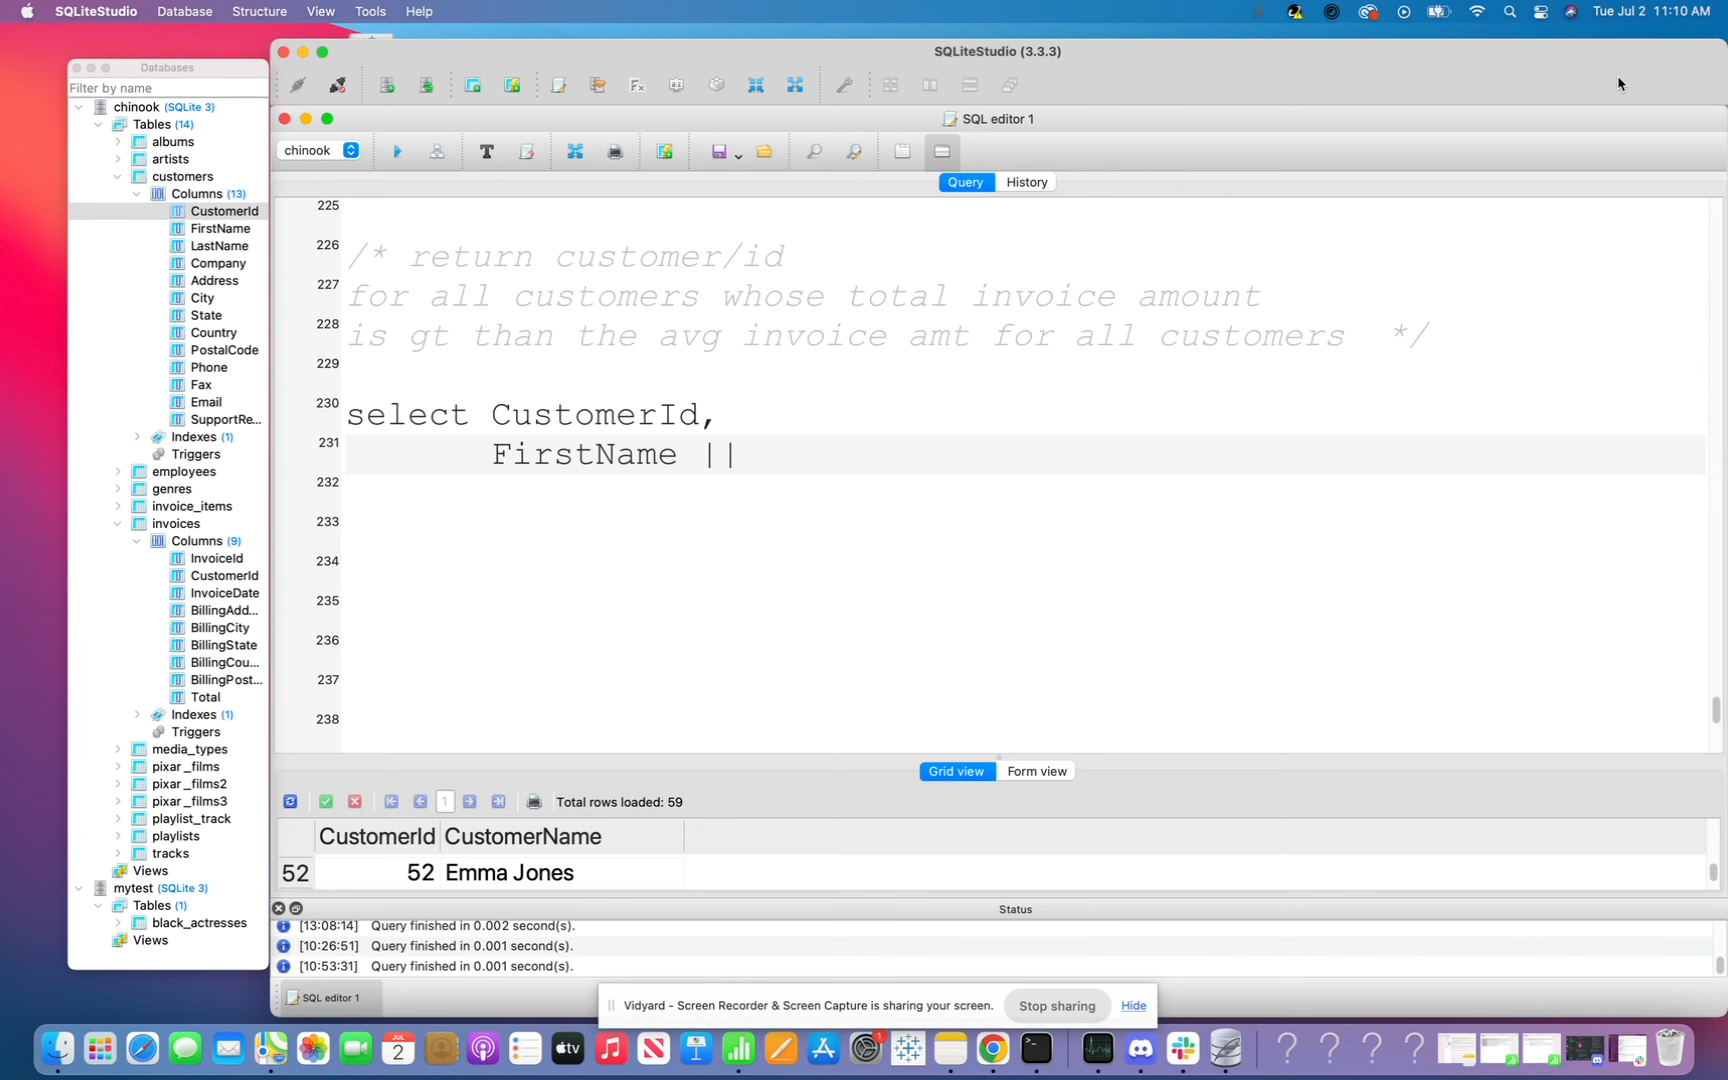 SQLiteStudio Database Structure View Tools Help
Tue Jul 2 11:10 AM
Databases
Filter by name
chinook (SQLite 3)
Tables (14)
albums
artists
customers
Columns (13)
CustomerId
FirstName
LastName
Company
Address
City
State
Country
PostalCode
Phone
Fax
Email
SupportRe...
Indexes (1)
Triggers
employees
genres
invoice_items
invoices
Columns (9)
InvoiceId
CustomerId
InvoiceDate
BillingAdd...
BillingCity
BillingState
BillingCou...
BillingPost...
Total
Indexes (1)
Triggers
media_types
pixar_films
pixar_films2
pixar_films3
playlist_track
playlists
tracks
Views
mytest (SQLite 3)
Tables (1)
black_actresses
Views
SQLiteStudio (3.3.3)
SQL editor 1
chinook
Query History
225
226 /* return customer/id
227 for all customers whose total invoice amount
228 is gt than the avg invoice amt for all customers */
229
230 select CustomerId,
231 FirstName ||
232
233
234
235
236
237
238
Grid view Form view
1 Total rows loaded: 59
CustomerId CustomerName
52 52 Emma Jones
Status
[13:08:14] Query finished in 0.002 second(s).
[10:26:51] Query finished in 0.001 second(s).
[10:53:31] Query finished in 0.001 second(s).
SQL editor 1
Vidyard - Screen Recorder & Screen Capture is sharing your screen. Stop sharing Hide
JUL
2
tv
1